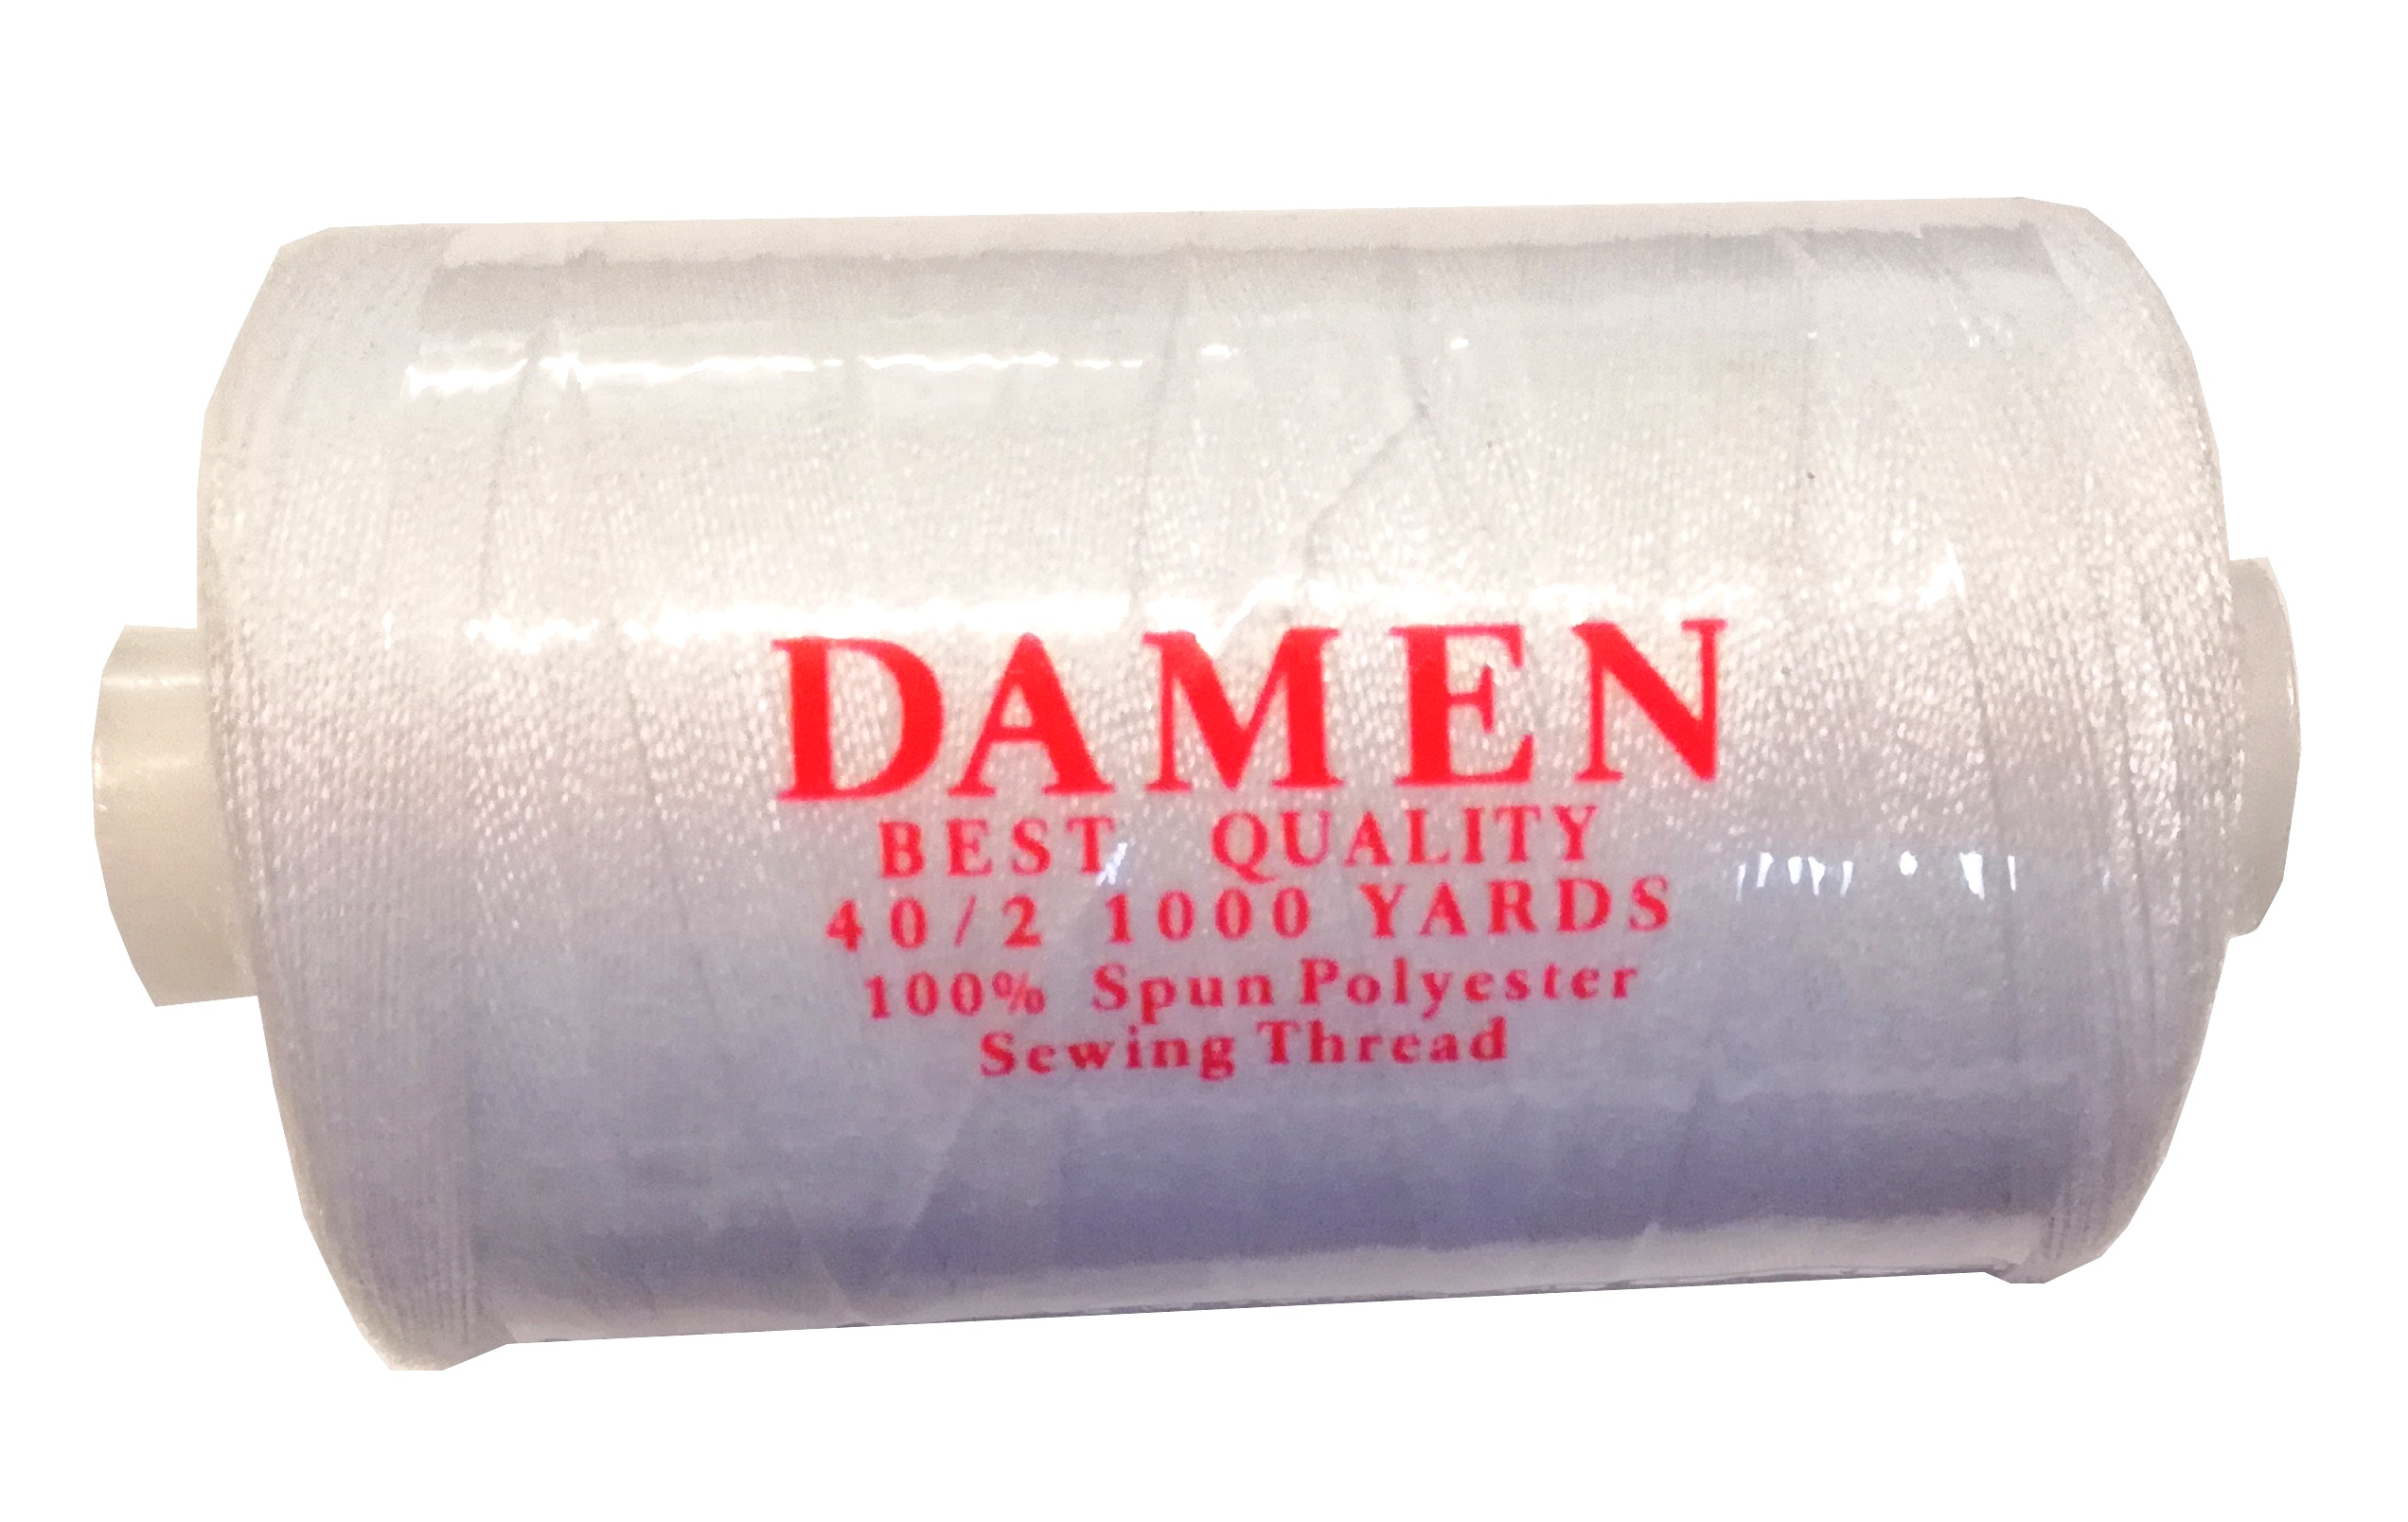 DAMEN
BEST QUALITY
40/2 1000 YARDS
100% Spun Polyester
Sewing Thread